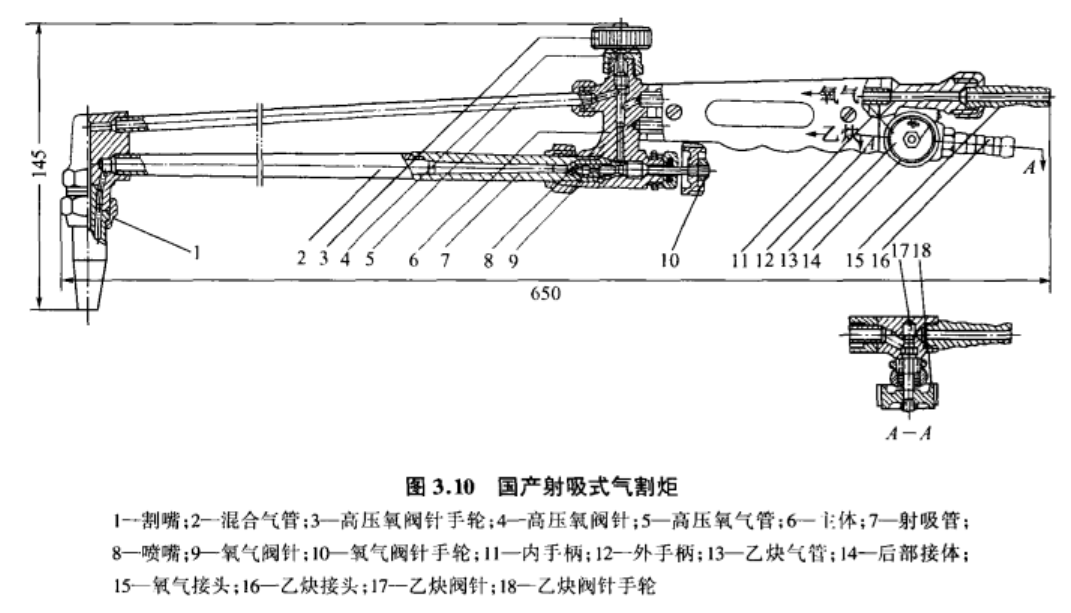 145
氧气
乙炔
A
1
2 3 4 5 6 7 8 9 10 11 12 13 14 15 16 17 18
650
A－A
图 3.10 国产射吸式气割炬
1—割嘴;2—混合气管;3—高压氧阀针手轮;4—高压氧阀针;5—高压氧气管;6—主体;7—射吸管;
8—喷嘴;9—氧气阀针;10—氧气阀针手轮;11—内手柄;12—外手柄;13—乙炔气管;14—后部接体;
15—氧气接头;16—乙炔接头;17—乙炔阀针;18—乙炔阀针手轮